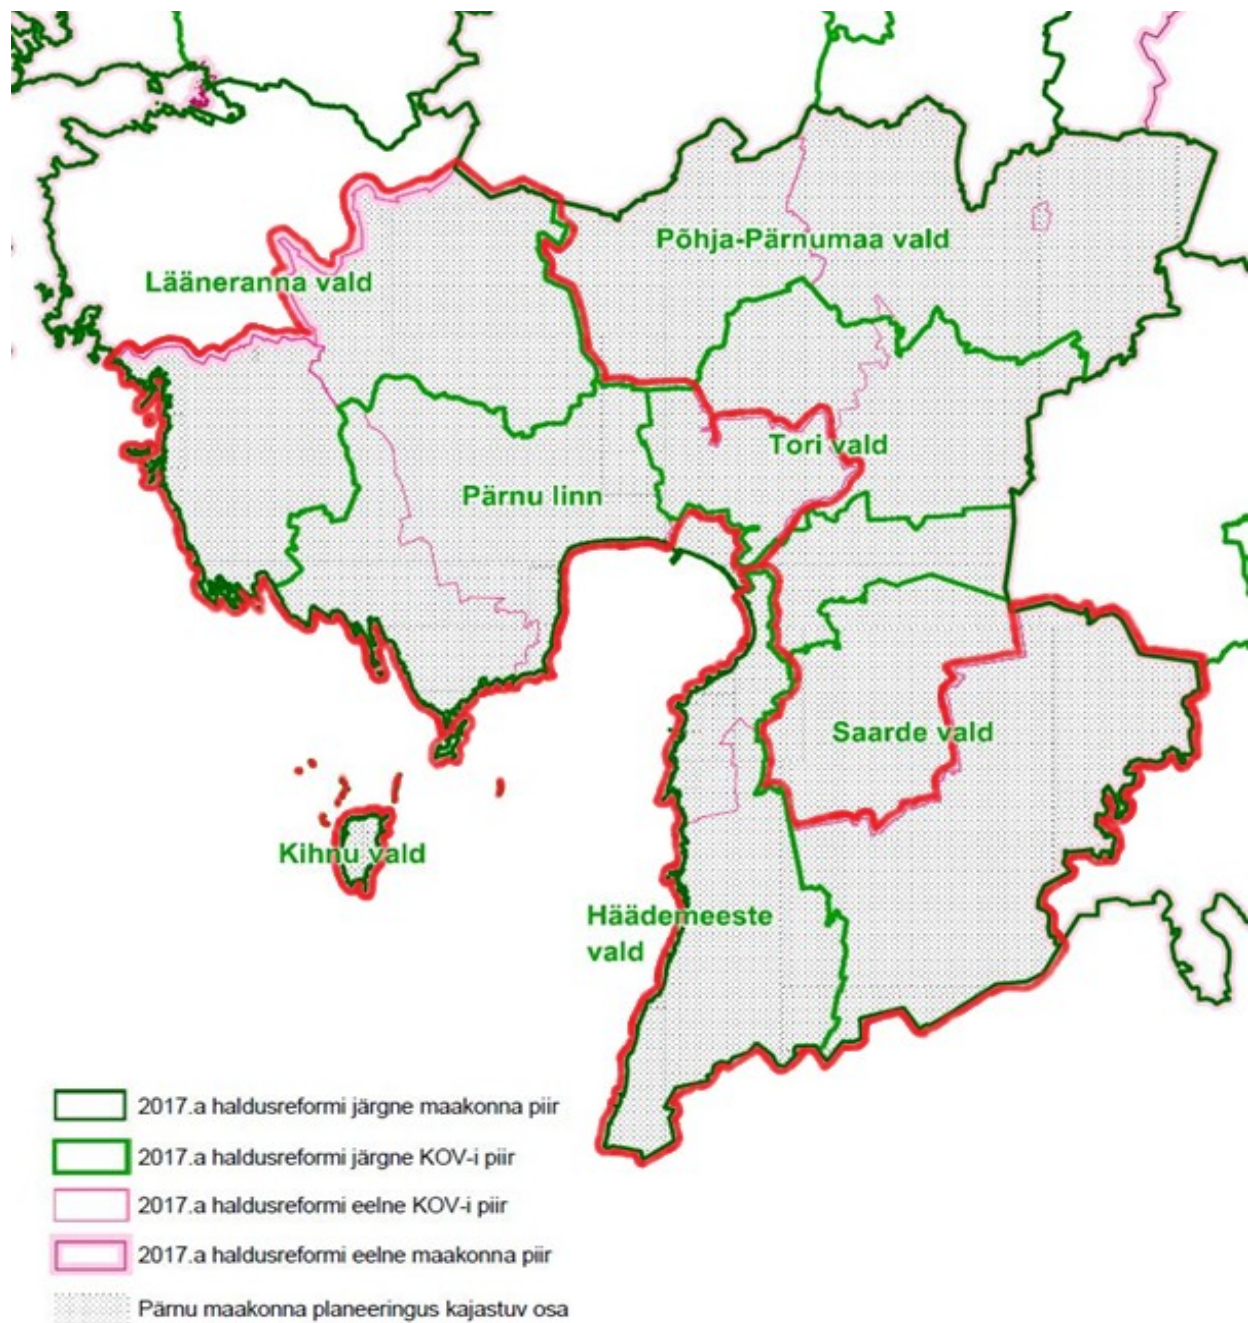 Põhja-Pärnumaa vald
Lääneranna vald
Tori vald
Pärnu linn
Saarde vald
Kihnu vald
Häädemeeste
vald
2017.a haldusreformi järgne maakonna piir
2017.a haldusreformi järgne KOV-i piir
2017.a haldusreformi eelne KOV-i piir
2017.a haldusreformi eelne maakonna piir
Pärnu maakonna planeeringus kajastuv osa